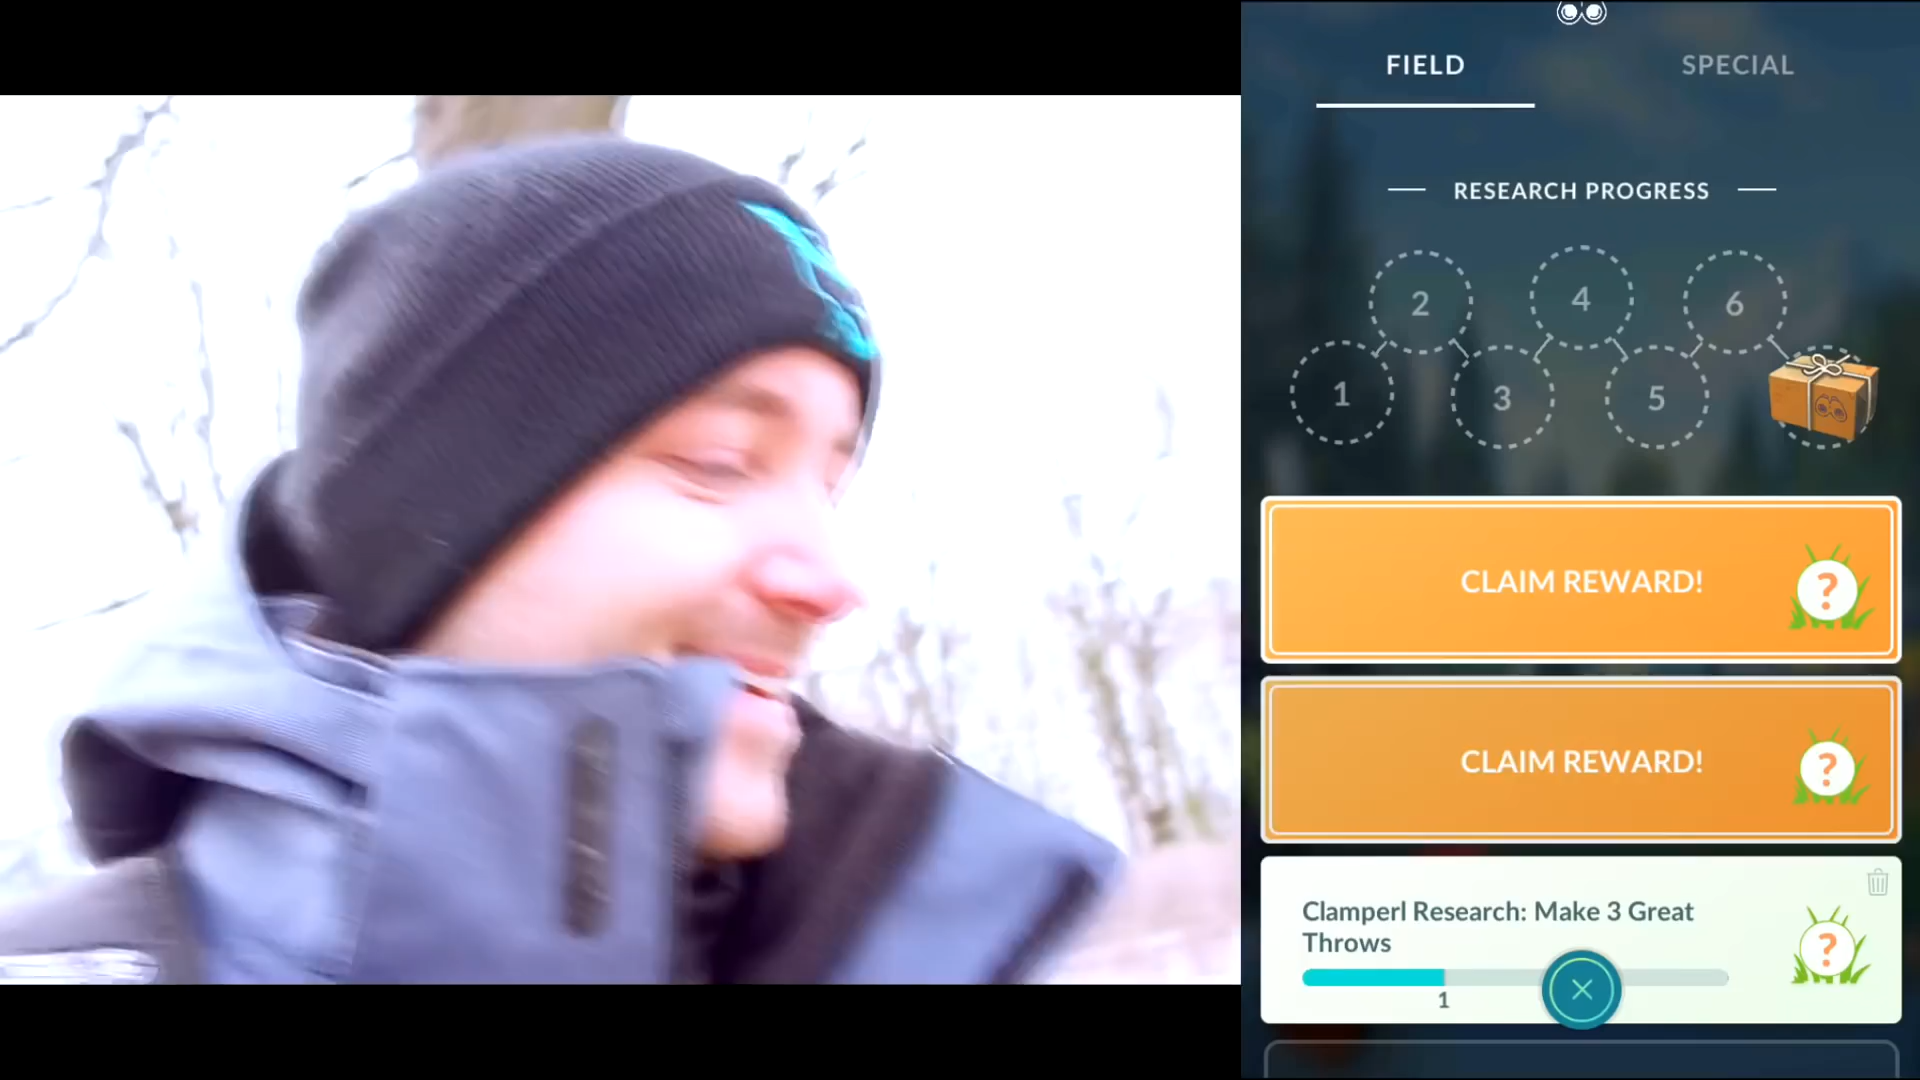 FIELD
SPECIAL
RESEARCH PROGRESS
2
4
6
1
3
5
CLAIM REWARD!
?
CLAIM REWARD!
?
Clamperl Research: Make 3 Great
Throws
?
1